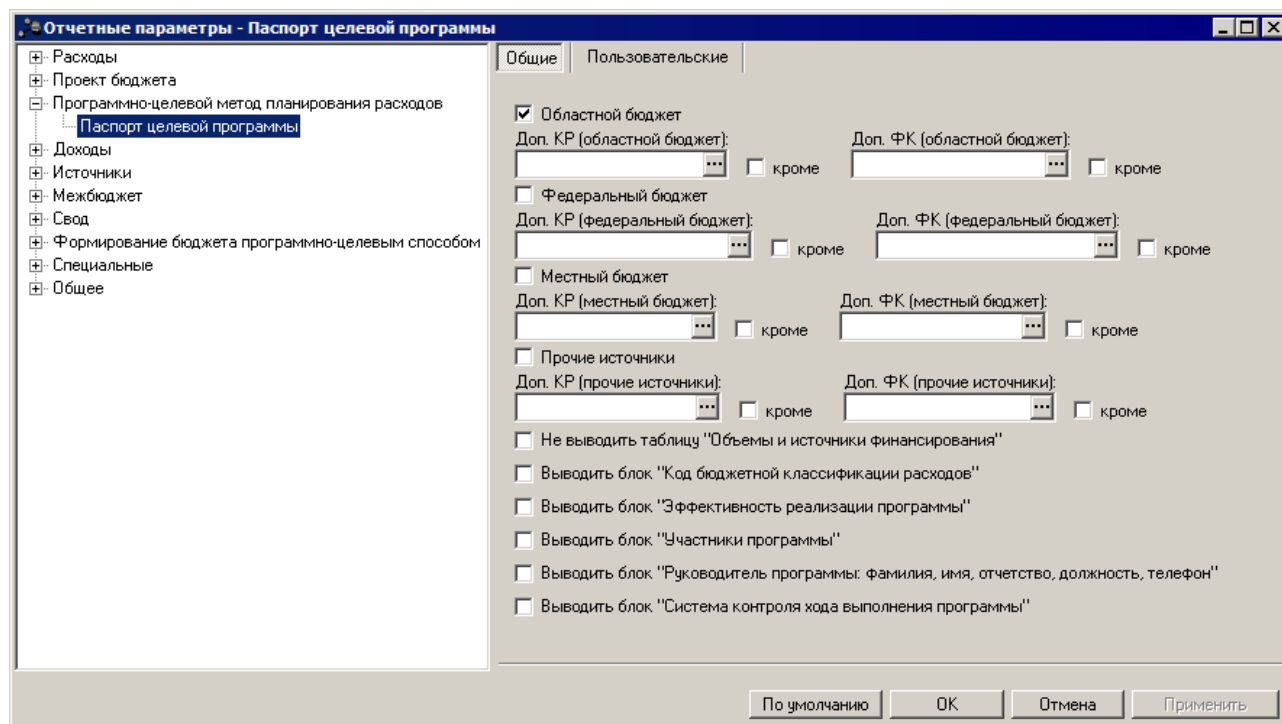 Отчетные параметры - Паспорт целевой программы
Расходы
Проект бюджета
Программно-целевой метод планирования расходов
Паспорт целевой программы
Доходы
Источники
Межбюджет
Свод
Формирование бюджета программно-целевым способом
Специальные
Общее
Общие Пользовательские
Областной бюджет
Доп. КР (областной бюджет): Доп. ФК (областной бюджет):
... кроме ... кроме
Федеральный бюджет
Доп. КР (федеральный бюджет): Доп. ФК (федеральный бюджет):
... кроме ... кроме
Местный бюджет
Доп. КР (местный бюджет): Доп. ФК (местный бюджет):
... кроме ... кроме
Прочие источники
Доп. КР (прочие источники): Доп. ФК (прочие источники):
... кроме ... кроме
Не выводить таблицу "Объемы и источники финансирования"
Выводить блок "Код бюджетной классификации расходов"
Выводить блок "Эффективность реализации программы"
Выводить блок "Участники программы"
Выводить блок "Руководитель программы: фамилия, имя, отчетство, должность, телефон"
Выводить блок "Система контроля хода выполнения программы"
По умолчанию OK Отмена Применить